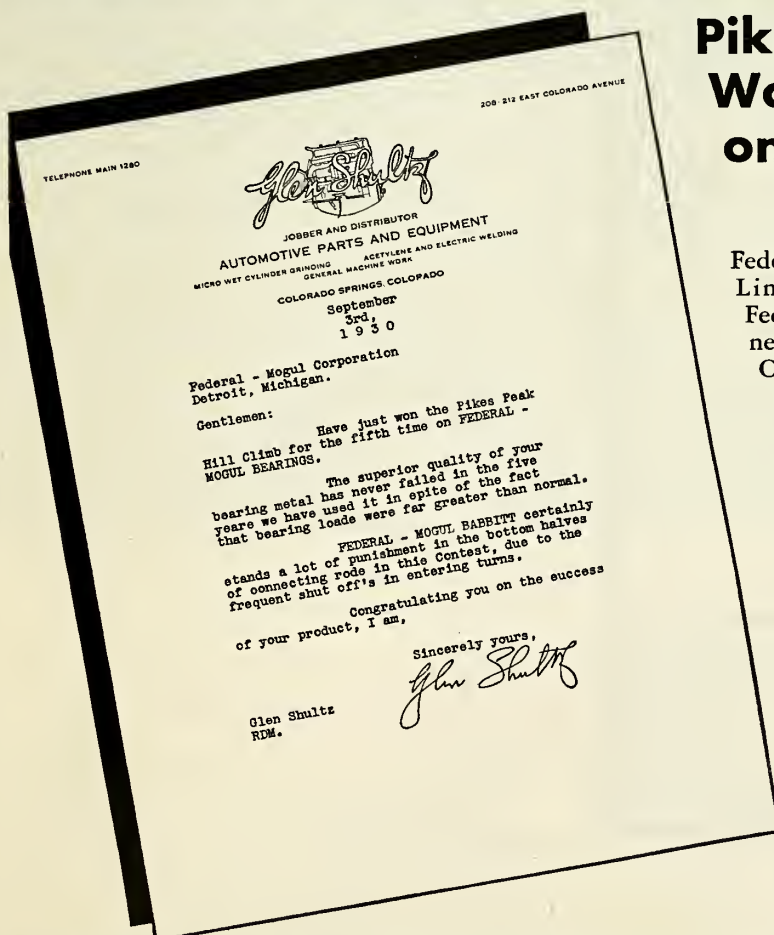 Pik
Wo
on
Fede
Lin
Fed
ne
O
208-212 EAST COLORADO AVENUE
TELEPHONE MAIN 1280
Glen Shultz
JOBBER AND DISTRIBUTOR
AUTOMOTIVE PARTS AND EQUIPMENT
MICRO WET CYLINDER GRINDING ACETYLENE AND ELECTRIC WELDING
GENERAL MACHINE WORK
COLORADO SPRINGS, COLORADO
September
3rd,
1 9 3 0
Federal - Mogul Corporation
Detroit, Michigan.
Gentlemen:
Have just won the Pikes Peak
Hill Climb for the fifth time on FEDERAL -
MOGUL BEARINGS.
The superior quality of your
bearing metal has never failed in the five
years we have used it in spite of the fact
that bearing loads were far greater than normal.
FEDERAL - MOGUL BABBITT certainly
stands a lot of punishment in the bottom halves
of connecting rods in this Contest, due to the
frequent shut off's in entering turns.
Congratulating you on the success
of your product, I am,
Sincerely yours,
Glen Shultz
Glen Shultz
RDM.